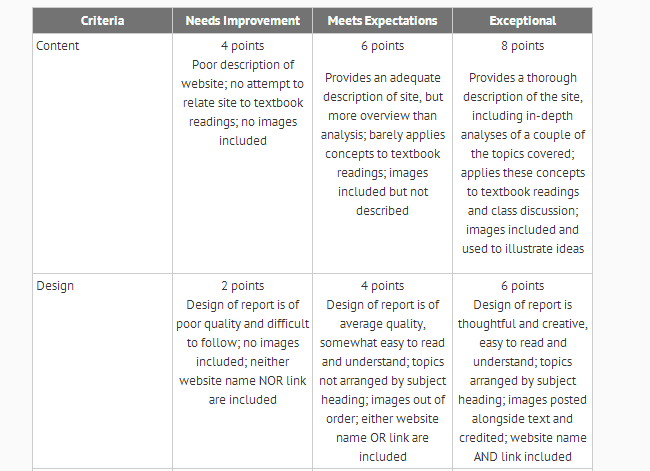 Criteria Needs Improvement Meets Expectations Exceptional
Content
4 points
Poor description of
website; no attempt to
relate site to textbook
readings; no images
included
6 points
Provides an adequate
description of site, but
more overview than
analysis; barely applies
concepts to textbook
readings; images
included but not
described
8 points
Provides a thorough
description of the site,
including in-depth
analyses of a couple of
the topics covered;
applies these concepts
to textbook readings
and class discussion;
images included and
used to illustrate ideas
Design
2 points
Design of report is of
poor quality and difficult
to follow; no images
included; neither
website name NOR link
are included
4 points
Design of report is of
average quality,
somewhat easy to read
and understand; topics
not arranged by subject
heading; images out of
order; either website
name OR link are
included
6 points
Design of report is
thoughtful and creative,
easy to read and
understand; topics
arranged by subject
heading; images posted
alongside text and
credited; website name
AND link included